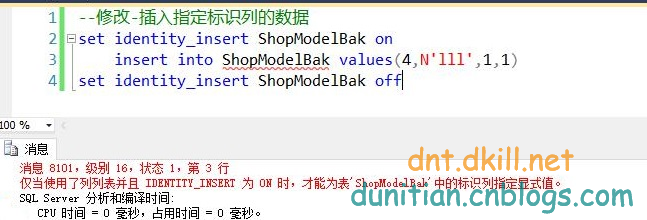 1 --修改-插入指定标识列的数据
2 set identity_insert ShopModelBak on
3 insert into ShopModelBak values(4,N'lll',1,1)
4 set identity_insert ShopModelBak off
100 %
消息
消息 8101，级别 16，状态 1，第 3 行
仅当使用了列列表并且 IDENTITY_INSERT 为 ON 时，才能为表'ShopModelBak'中的标识列指定显式值。
SQL Server 分析和编译时间:
CPU 时间 = 0 毫秒，占用时间 = 0 毫秒。
dnt.dkill.net
dunitian.cnblogs.com